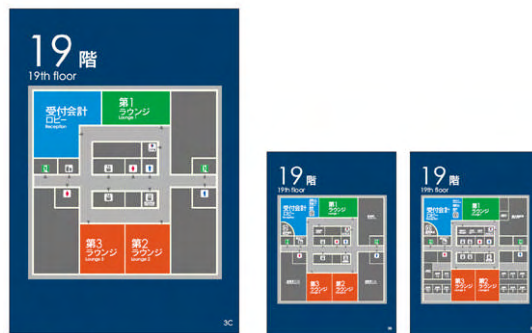 19階
19th floor
受付会計
ロビー
Reception
第1
ラウンジ
Lounge 1
第3
ラウンジ
Lounge 3
第2
ラウンジ
Lounge 2
3C
19階
19th floor
受付会計
ロビー
第1
ラウンジ
第3
ラウンジ
第2
ラウンジ
19階
19th floor
受付会計
ロビー
第1
ラウンジ
第3
ラウンジ
第2
ラウンジ